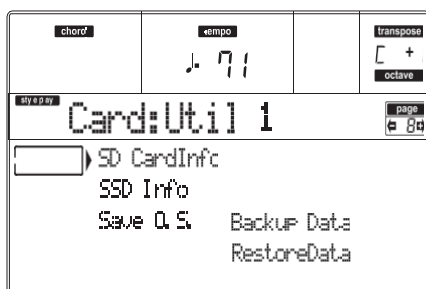 chord tempo transpose
♩. 71 C +
octave
style play Card:Util 1 page
8
SD CardInfo
SSD Info
Save O.S. Backup Data
RestoreData